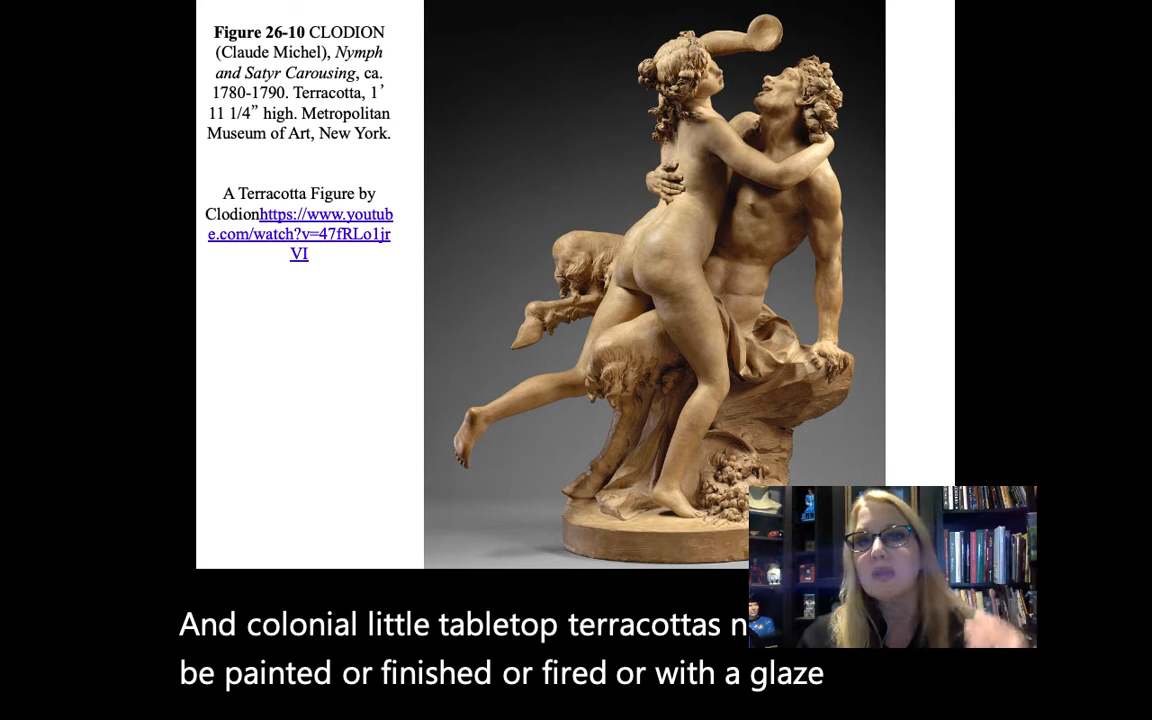 Figure 26-10 CLODION
(Claude Michel), Nymph
and Satyr Carousing, ca.
1780-1790. Terracotta, 1’
11 1/4” high. Metropolitan
Museum of Art, New York.
A Terracotta Figure by
Clodionhttps://www.youtub
e.com/watch?v=47fRLo1jr
VI
And colonial little tabletop terracottas
be painted or finished or fired or with a glaze